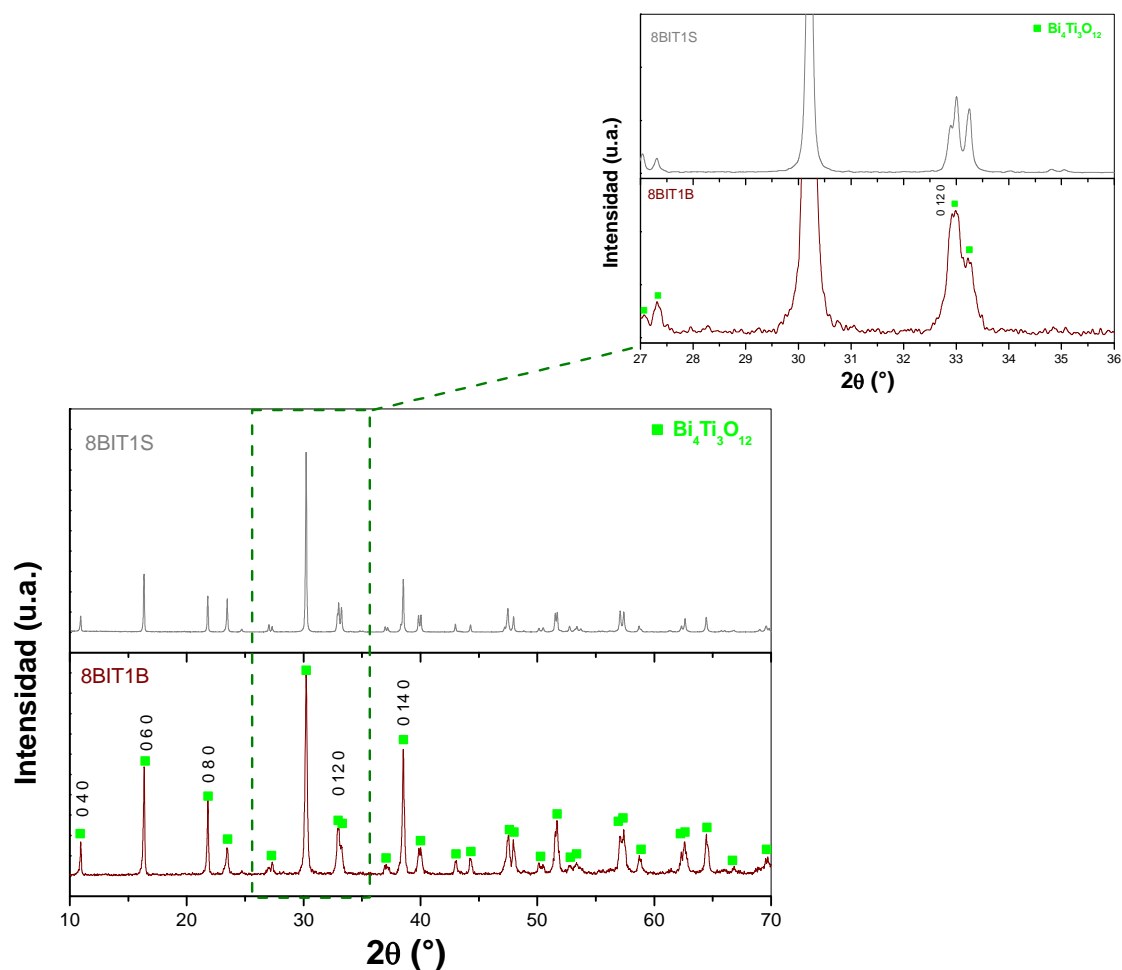 8BIT1S
Bi4Ti3O12
8BIT1B
0 12 0
Intensidad (u.a.)
27 28 29 30 31 32 33 34 35 36
2θ (°)
8BIT1S
Bi4Ti3O12
8BIT1B
0 4 0
0 6 0
0 8 0
0 12 0
0 14 0
Intensidad (u.a.)
10 20 30 40 50 60 70
2θ (°)